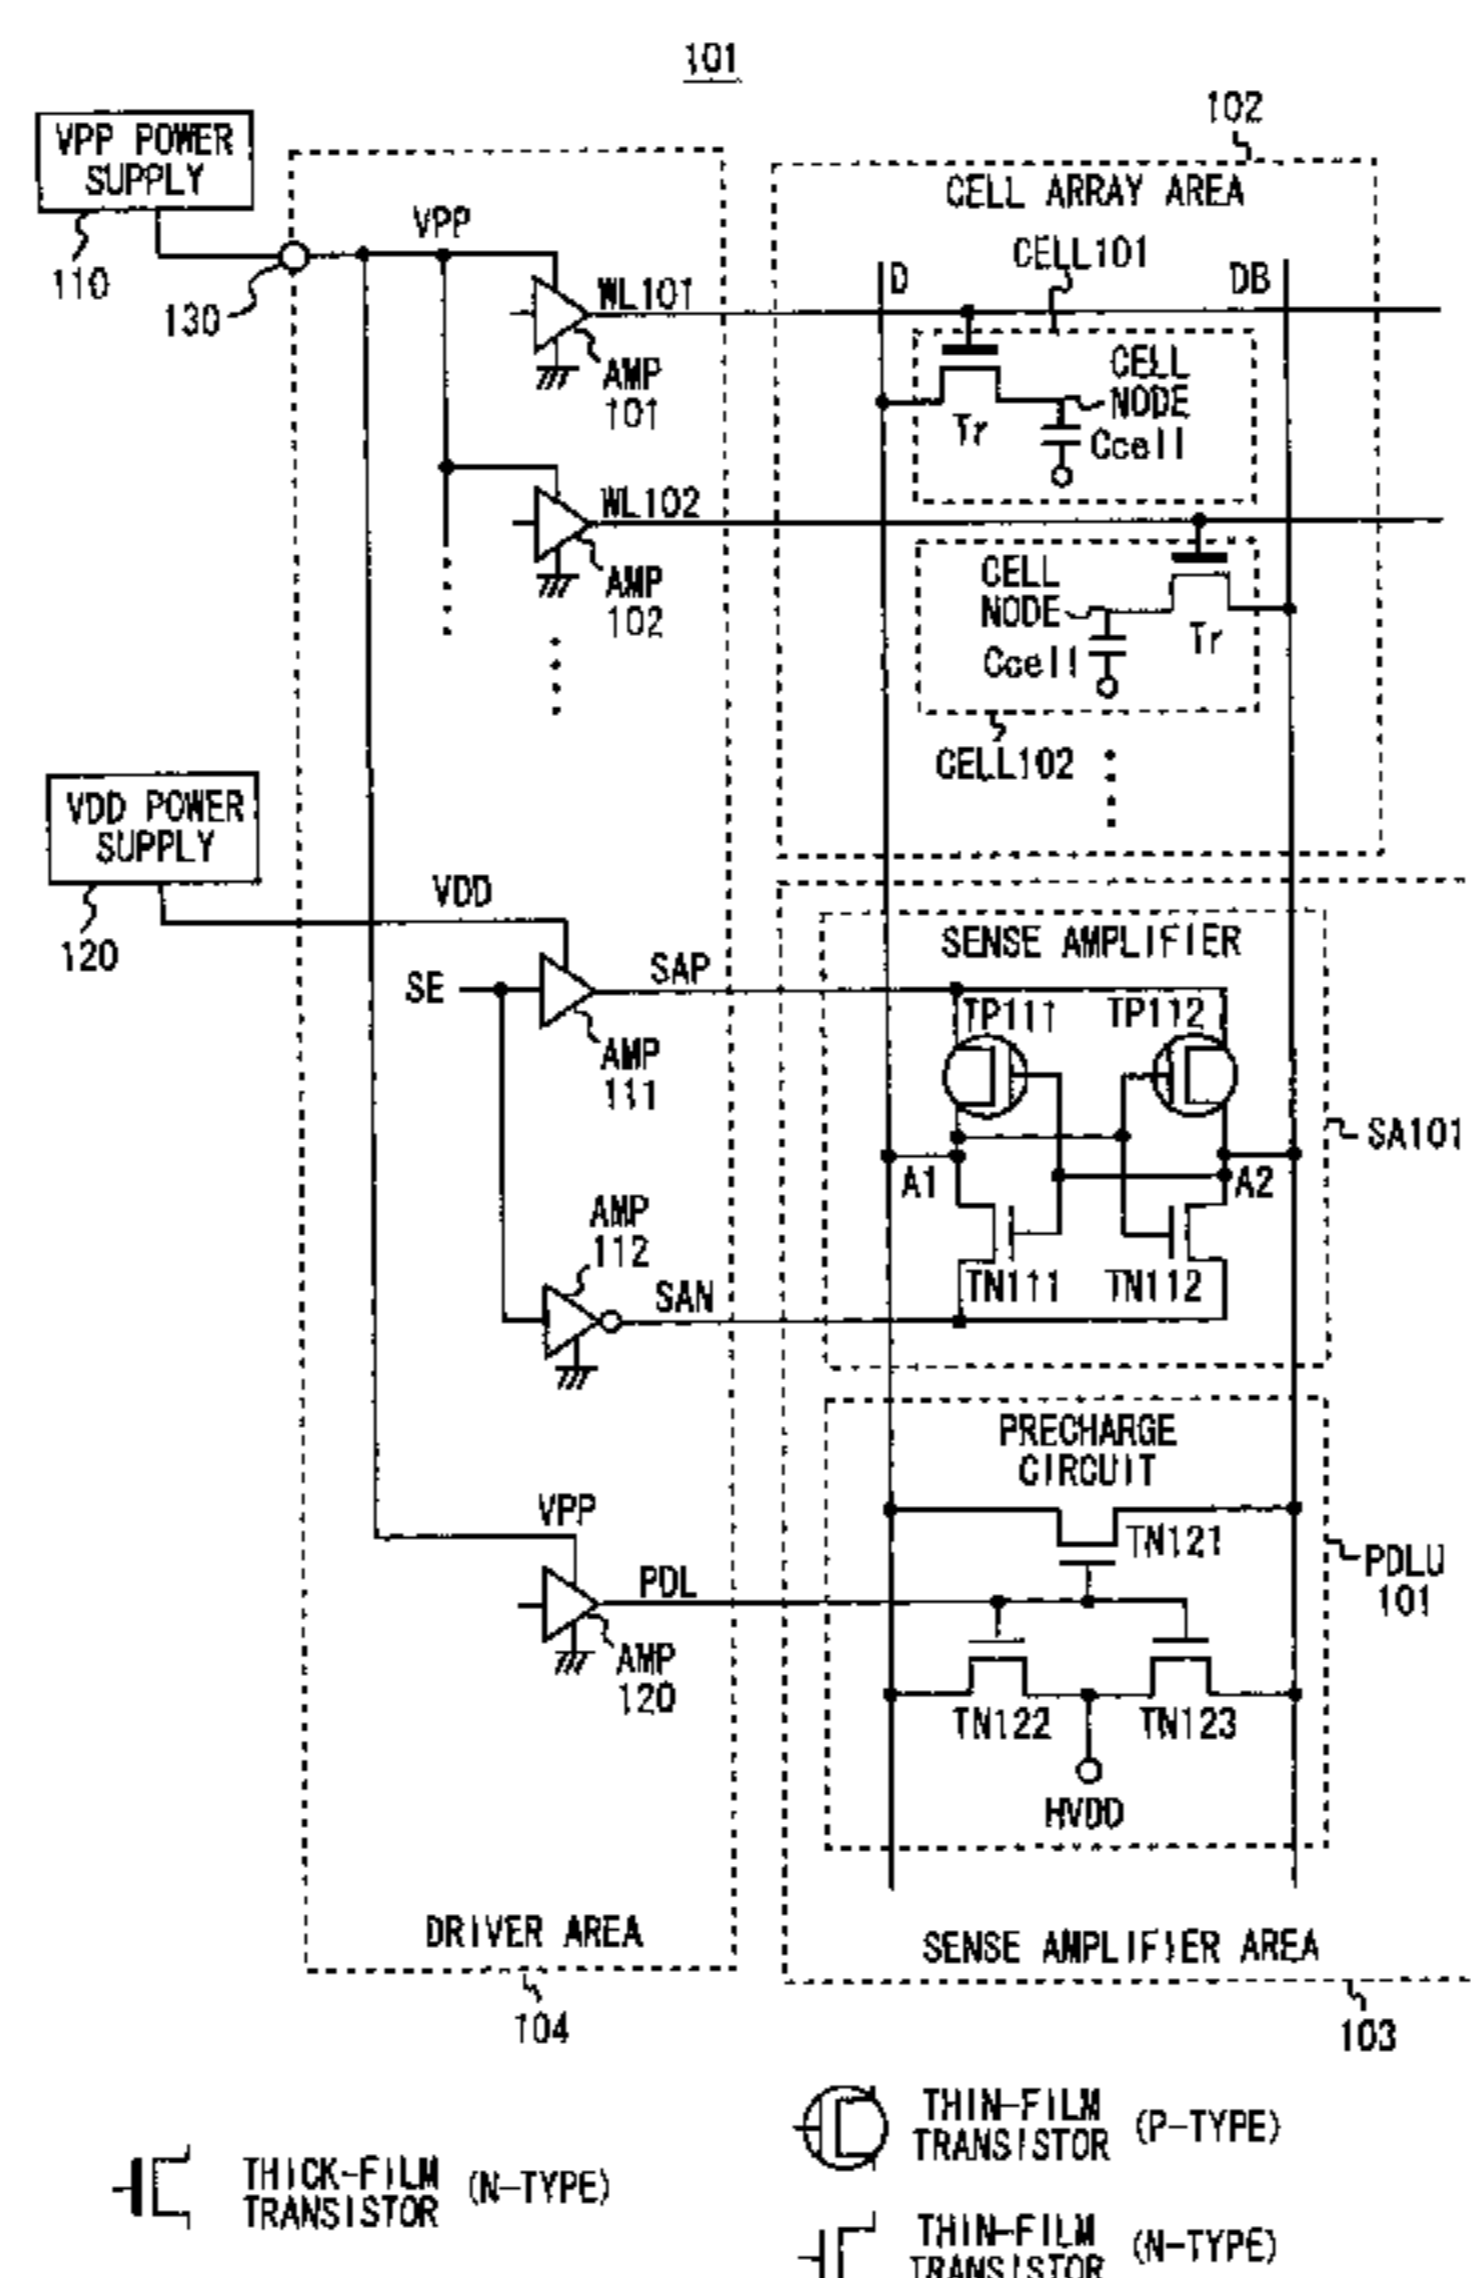 101
VPP POWER
SUPPLY
110
130
VPP
WL101
AMP
101
WL102
AMP
102
102
CELL ARRAY AREA
CELL101
D
DB
CELL
NODE
Tr
Ccell
CELL
NODE
Ccell
Tr
CELL102
VDD POWER
SUPPLY
120
VDD
SE
SAP
AMP
111
AMP
112
SAN
SENSE AMPLIFIER
TP111
TP112
SA101
A1
A2
TN111
TN112
PRECHARGE
CIRCUIT
VPP
PDL
AMP
120
TN121
PDLU
101
TN122
TN123
HVDD
DRIVER AREA
SENSE AMPLIFIER AREA
104
103
THICK-FILM
TRANSISTOR
(N-TYPE)
THIN-FILM
TRANSISTOR
(P-TYPE)
THIN-FILM
TRANSISTOR
(N-TYPE)